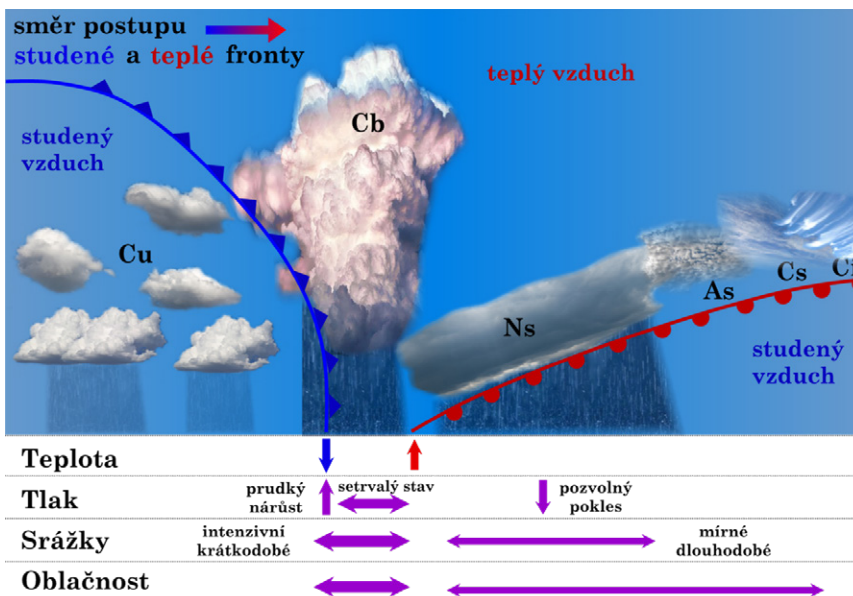 směr postupu
studené a teplé fronty
teplý vzduch
Cb
studený
vzduch
Cu
Cs
Ci
As
Ns
studený
vzduch
Teplota
Tlak
prudký
nárůst
setrvalý stav
pozvolný
pokles
Srážky
intenzivní
krátkodobé
mírné
dlouhodobé
Oblačnost